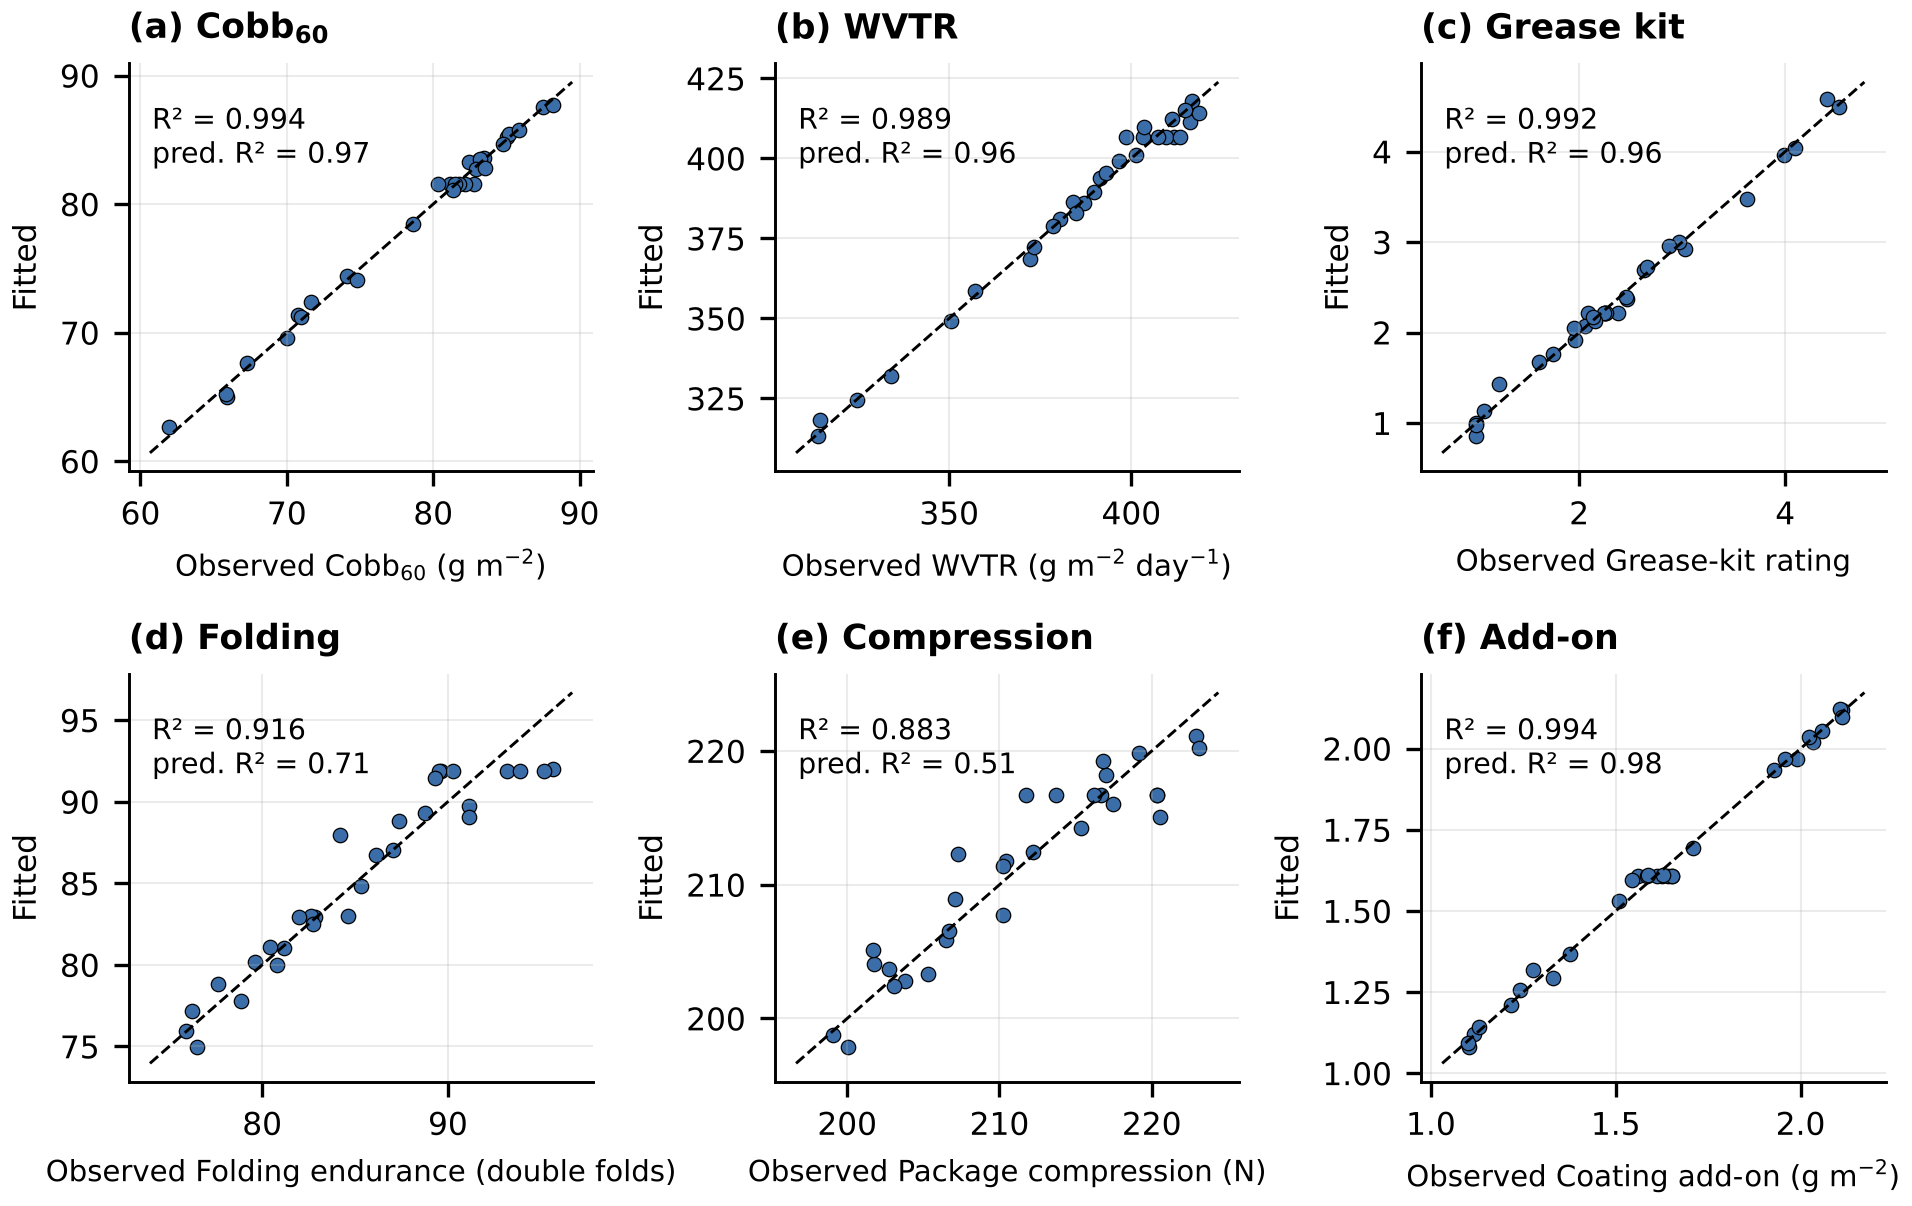 (a) Cobb₆₀
90
80
70
60
Fitted
R² = 0.994
pred. R² = 0.97
60 70 80 90
Observed Cobb₆₀ (g m⁻²)
(b) WVTR
425
400
375
350
325
Fitted
R² = 0.989
pred. R² = 0.96
350 400
Observed WVTR (g m⁻² day⁻¹)
(c) Grease kit
4
3
2
1
Fitted
R² = 0.992
pred. R² = 0.96
2 4
Observed Grease-kit rating
(d) Folding
95
90
85
80
75
Fitted
R² = 0.916
pred. R² = 0.71
80 90
Observed Folding endurance (double folds)
(e) Compression
220
210
200
Fitted
R² = 0.883
pred. R² = 0.51
200 210 220
Observed Package compression (N)
(f) Add-on
2.00
1.75
1.50
1.25
1.00
Fitted
R² = 0.994
pred. R² = 0.98
1.0 1.5 2.0
Observed Coating add-on (g m⁻²)